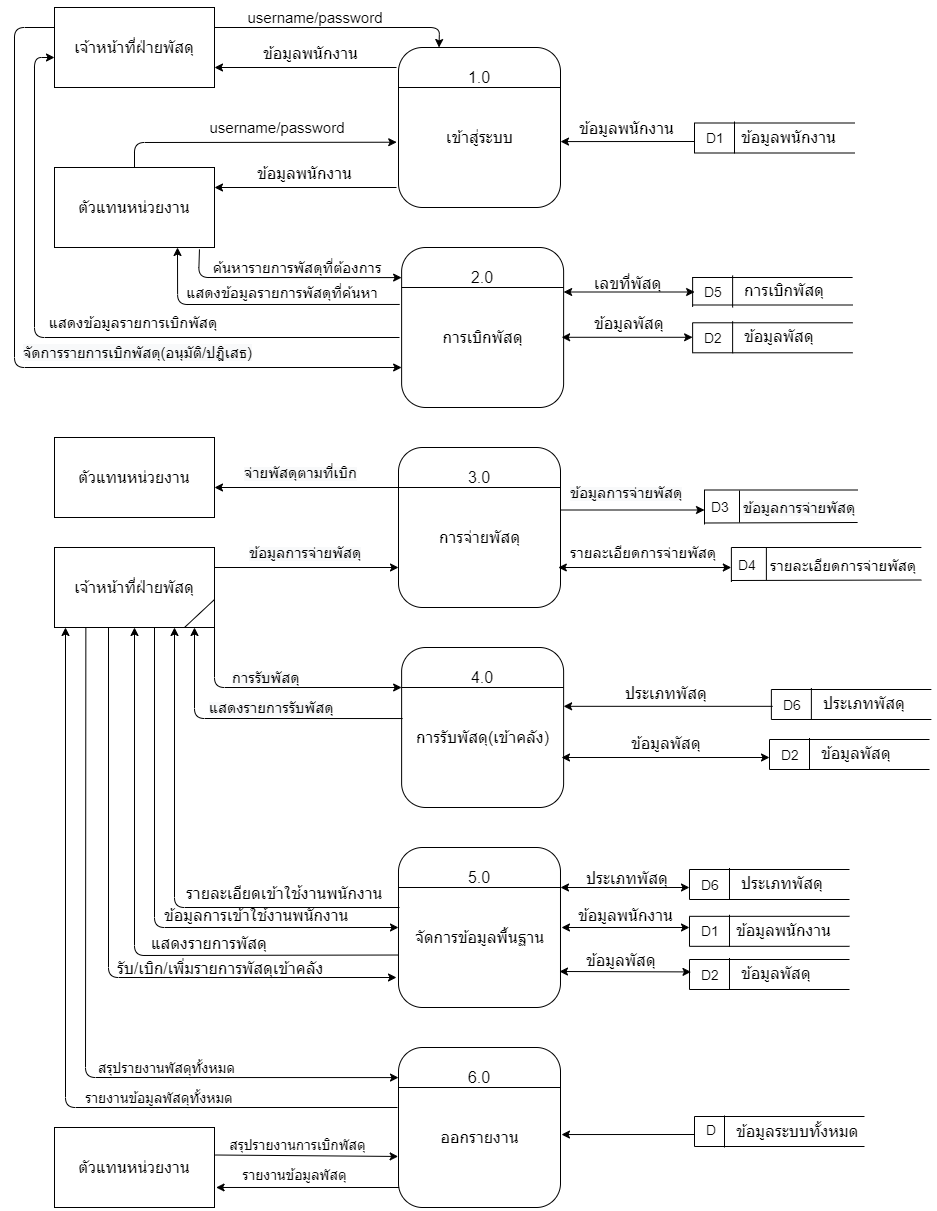 username/password
เจ้าหน้าที่ฝ่ายพัสดุ
ข้อมูลพนักงาน
1.0
username/password
เข้าสู่ระบบ
ข้อมูลพนักงาน
D1
ข้อมูลพนักงาน
ข้อมูลพนักงาน
ตัวแทนหน่วยงาน
ค้นหารายการพัสดุที่ต้องการ
2.0
แสดงข้อมูลรายการพัสดุที่ค้นหา
เลขที่พัสดุ
D5
การเบิกพัสดุ
แสดงข้อมูลรายการเบิกพัสดุ
การเบิกพัสดุ
ข้อมูลพัสดุ
D2
ข้อมูลพัสดุ
จัดการรายการเบิกพัสดุ(อนุมัติ/ปฎิเสธ)
ตัวแทนหน่วยงาน
จ่ายพัสดุตามที่เบิก
3.0
ข้อมูลการจ่ายพัสดุ
D3
ข้อมูลการจ่ายพัสดุ
การจ่ายพัสดุ
เจ้าหน้าที่ฝ่ายพัสดุ
ข้อมูลการจ่ายพัสดุ
รายละเอียดการจ่ายพัสดุ
D4
รายละเอียดการจ่ายพัสดุ
การรับพัสดุ
4.0
แสดงรายการรับพัสดุ
ประเภทพัสดุ
D6
ประเภทพัสดุ
การรับพัสดุ(เข้าคลัง)
ข้อมูลพัสดุ
D2
ข้อมูลพัสดุ
5.0
รายละเอียดเข้าใช้งานพนักงาน
ประเภทพัสดุ
D6
ประเภทพัสดุ
ข้อมูลการเข้าใช้งานพนักงาน
จัดการข้อมูลพื้นฐาน
ข้อมูลพนักงาน
D1
ข้อมูลพนักงาน
แสดงรายการพัสดุ
รับ/เบิก/เพิ่มรายการพัสดุเข้าคลัง
ข้อมูลพัสดุ
D2
ข้อมูลพัสดุ
สรุปรายงานพัสดุทั้งหมด
6.0
รายงานข้อมูลพัสดุทั้งหมด
ออกรายงาน
D
ข้อมูลระบบทั้งหมด
ตัวแทนหน่วยงาน
สรุปรายงานการเบิกพัสดุ
รายงานข้อมูลพัสดุ